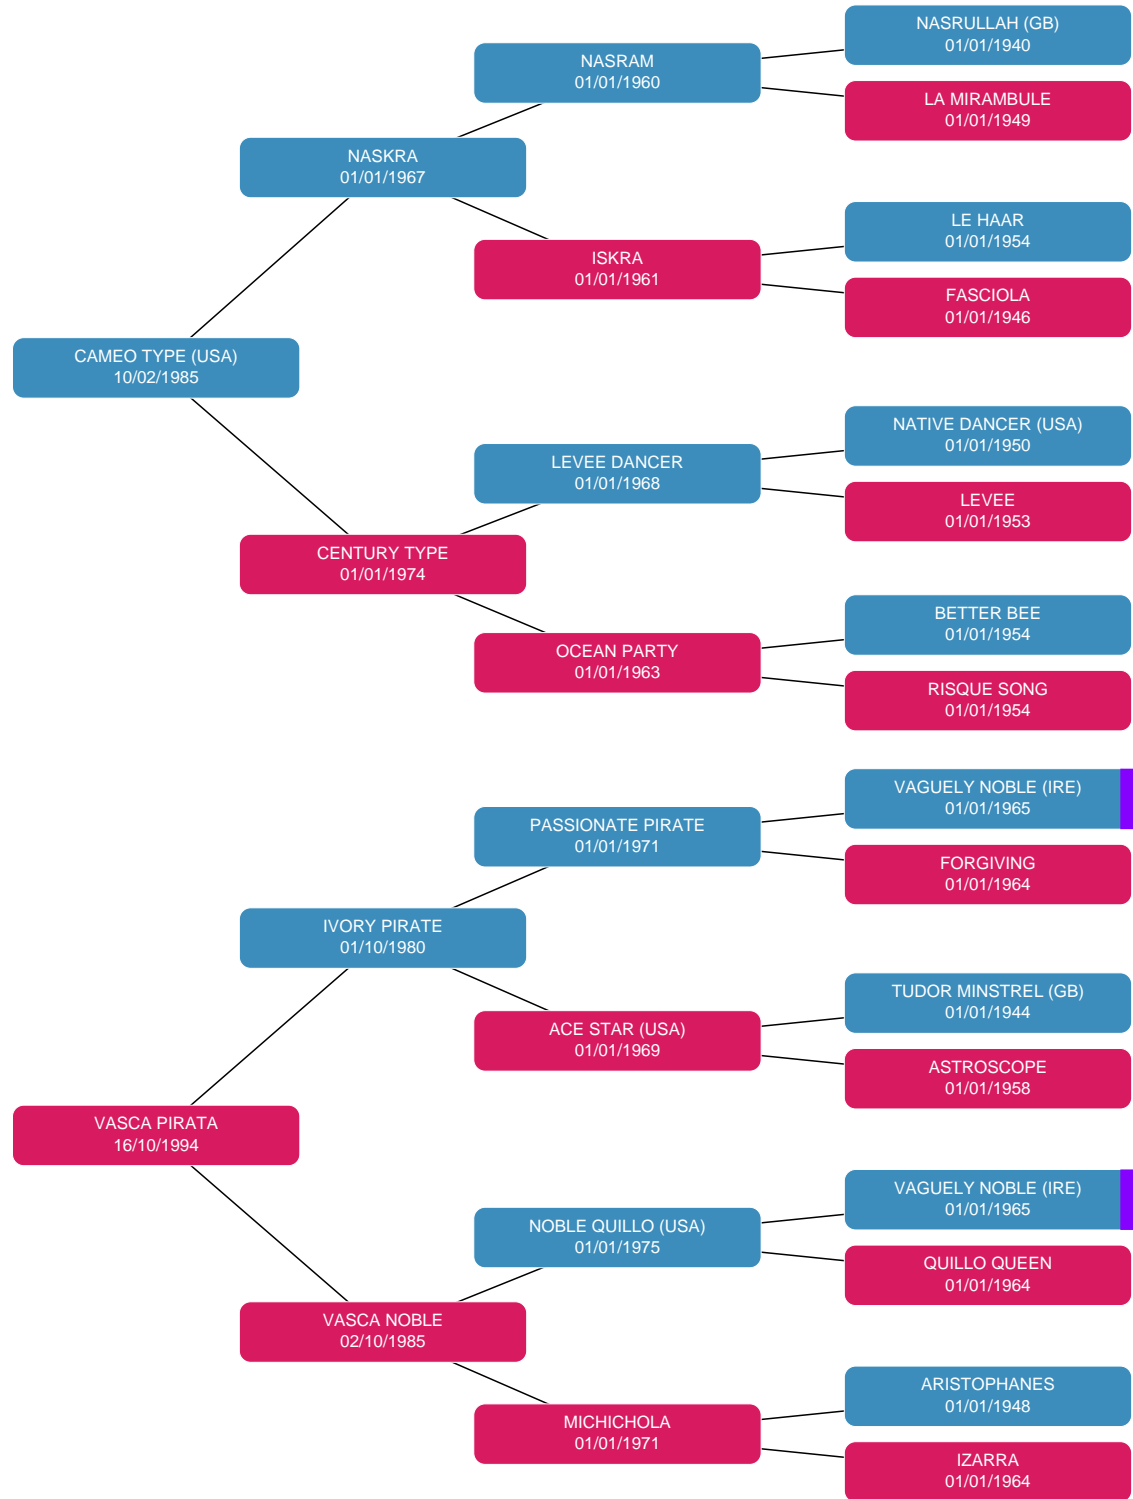 NASRULLAH (GB)
01/01/1940
NASRAM
01/01/1960
LA MIRAMBULE
01/01/1949
NASKRA
01/01/1967
LE HAAR
01/01/1954
ISKRA
01/01/1961
FASCIOLA
01/01/1946
CAMEO TYPE (USA)
10/02/1985
NATIVE DANCER (USA)
01/01/1950
LEVEE DANCER
01/01/1968
LEVEE
01/01/1953
CENTURY TYPE
01/01/1974
BETTER BEE
01/01/1954
OCEAN PARTY
01/01/1963
RISQUE SONG
01/01/1954
VAGUELY NOBLE (IRE)
01/01/1965
PASSIONATE PIRATE
01/01/1971
FORGIVING
01/01/1964
IVORY PIRATE
01/10/1980
TUDOR MINSTREL (GB)
01/01/1944
ACE STAR (USA)
01/01/1969
ASTROSCOPE
01/01/1958
VASCA PIRATA
16/10/1994
VAGUELY NOBLE (IRE)
01/01/1965
NOBLE QUILLO (USA)
01/01/1975
QUILLO QUEEN
01/01/1964
VASCA NOBLE
02/10/1985
ARISTOPHANES
01/01/1948
MICHICHOLA
01/01/1971
IZARRA
01/01/1964